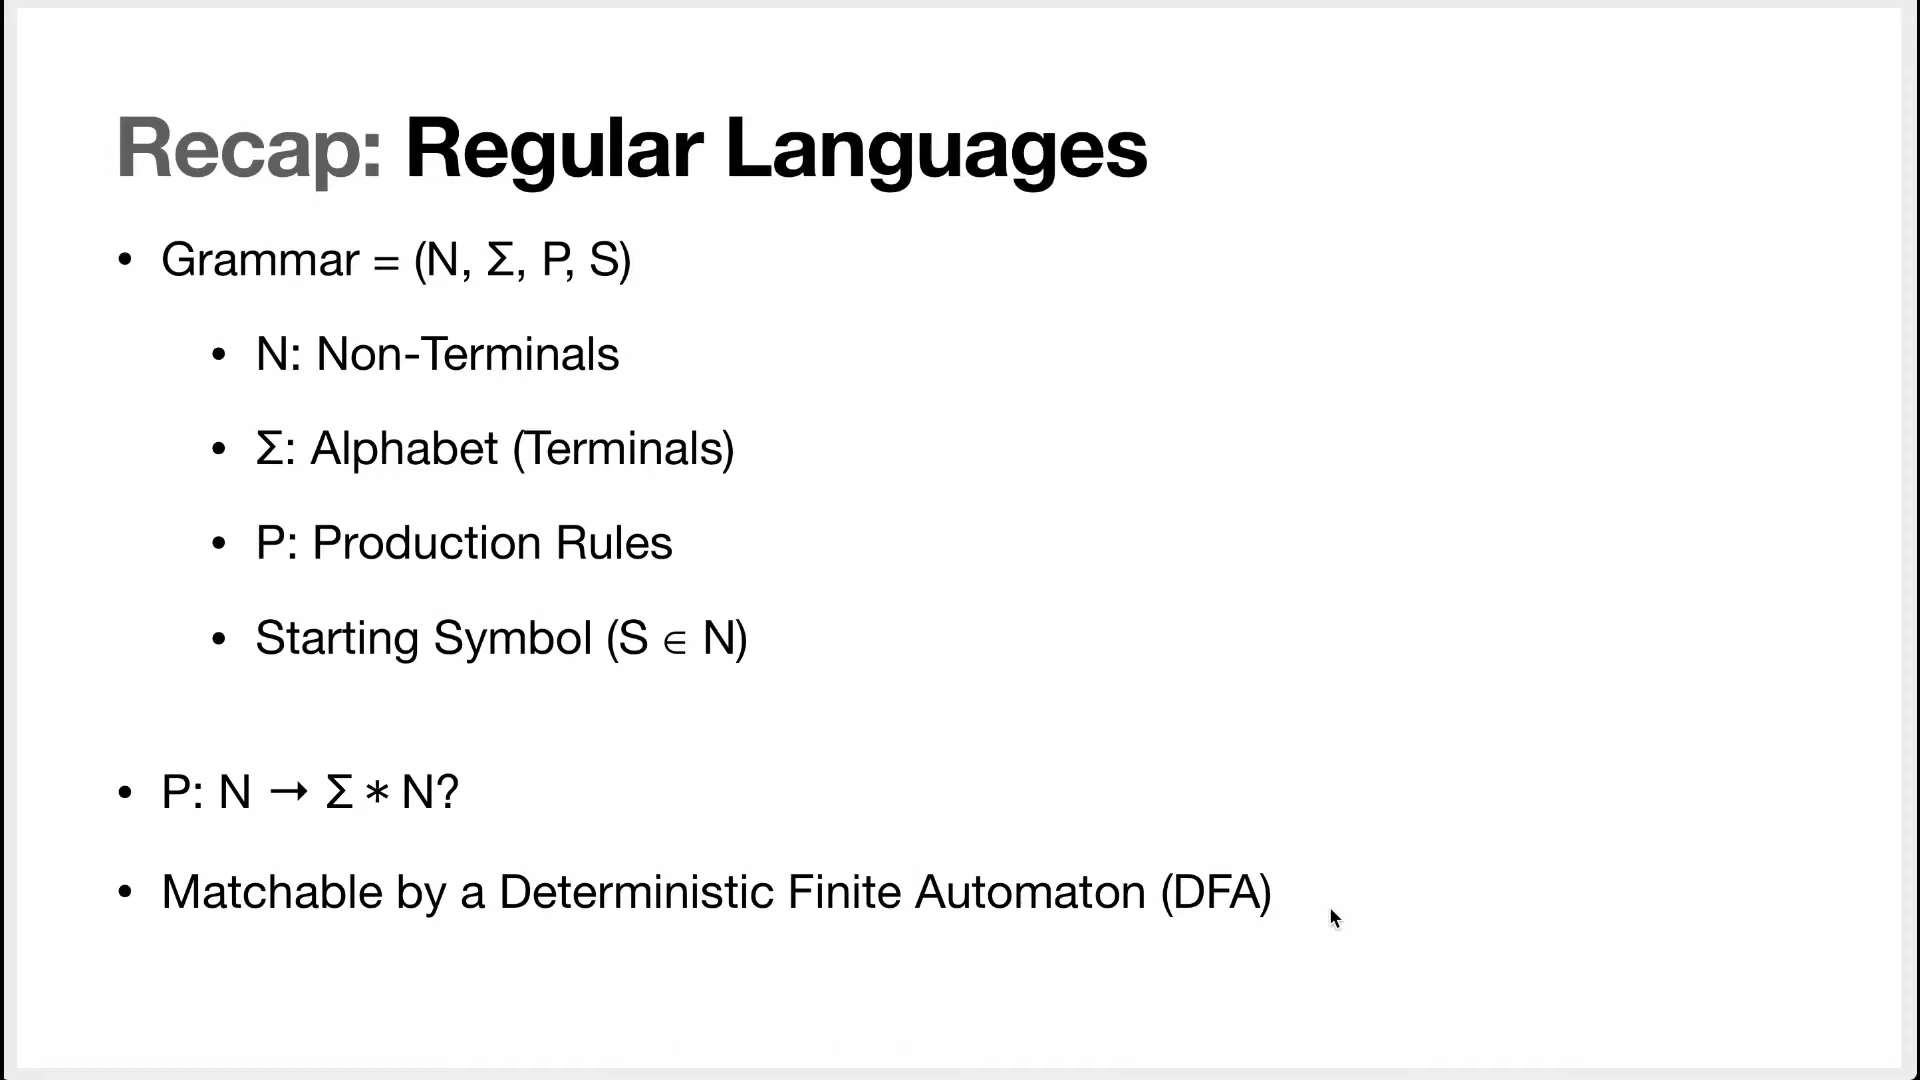 Recap: Regular Languages
• Grammar = (N, Σ, P, S)
• N: Non-Terminals
• Σ: Alphabet (Terminals)
• P: Production Rules
• Starting Symbol (S ∈ N)
• P: N → Σ ∗ N?
• Matchable by a Deterministic Finite Automaton (DFA)